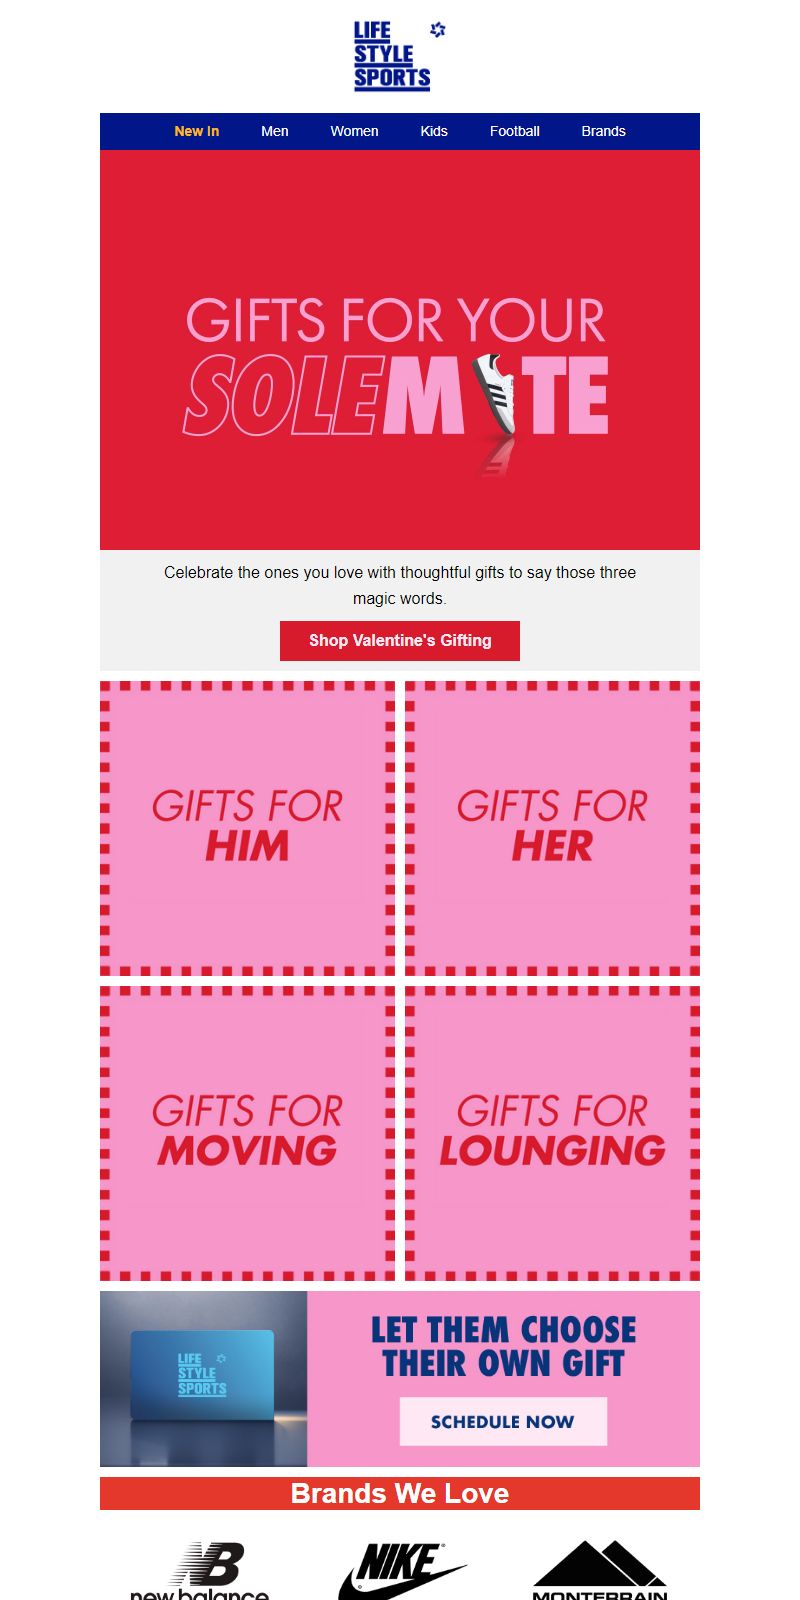 LIFE
STYLE
SPORTS
New In Men Women Kids Football Brands
GIFTS FOR YOUR
SOLEM TE
Celebrate the ones you love with thoughtful gifts to say those three
magic words.
Shop Valentine's Gifting
GIFTS FOR
HIM
GIFTS FOR
HER
GIFTS FOR
MOVING
GIFTS FOR
LOUNGING
LIFE
STYLE
SPORTS
LET THEM CHOOSE
THEIR OWN GIFT
SCHEDULE NOW
Brands We Love
NB
new balance
NIKE
MONTERRAIN